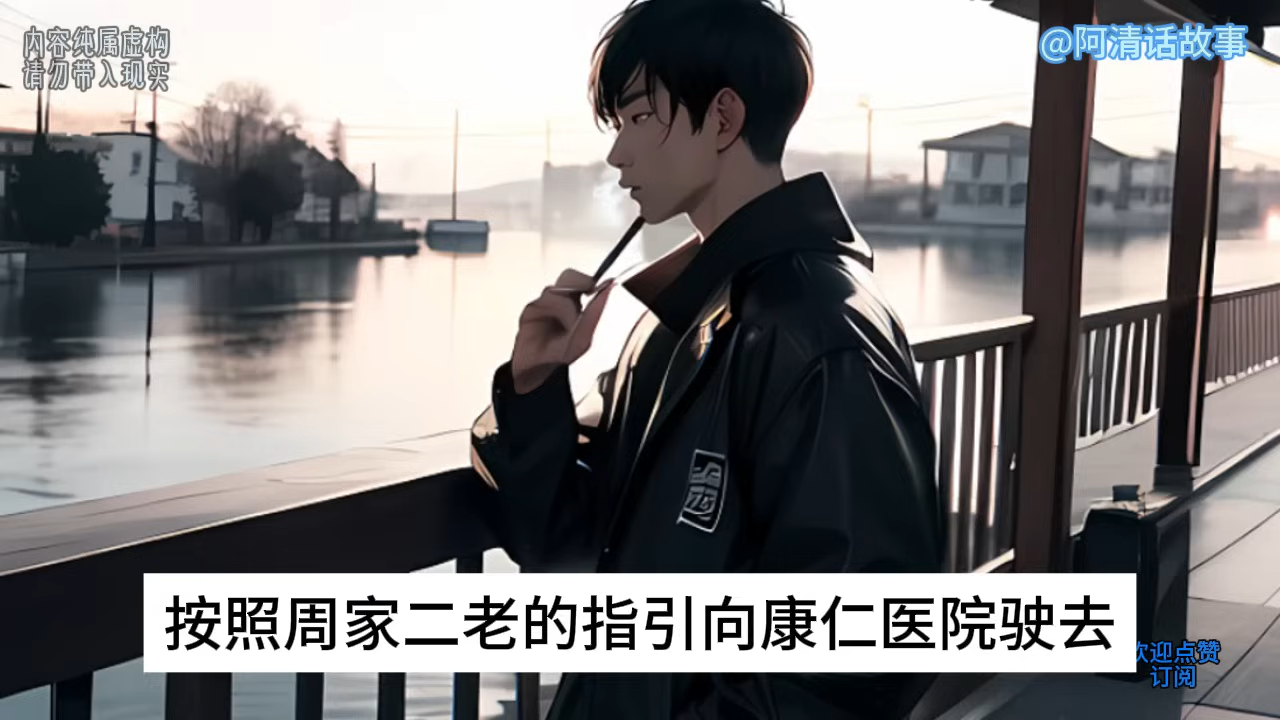 内容纯属虚构
请勿带入现实
@阿清话故事
按照周家二老的指引向康仁医院驶去
欢迎点赞
订阅